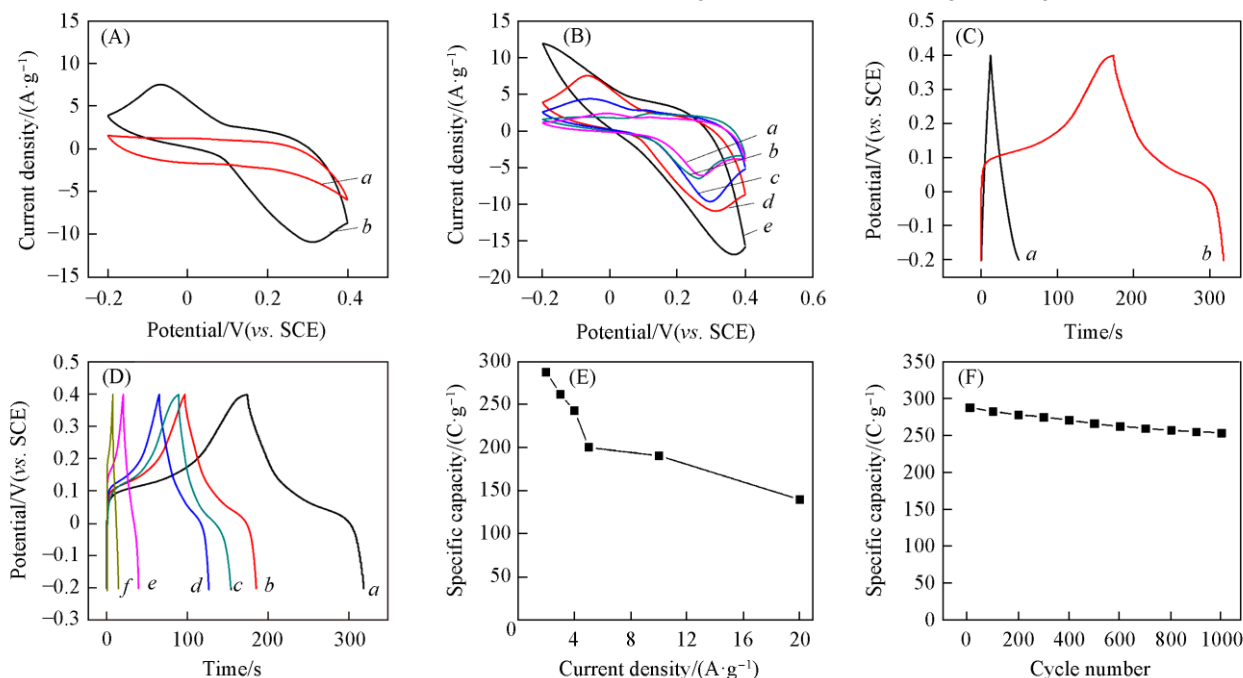 (A)
15
10
5
0
−5
−10
−15
−0.2
0
0.2
0.4
Current density/(A·g⁻¹)
Potential/V(vs. SCE)
a
b
(B)
15
10
5
0
−5
−10
−15
−20
−0.2
0
0.2
0.4
0.6
Current density/(A·g⁻¹)
Potential/V(vs. SCE)
a
b
c
d
e
(C)
0.5
0.4
0.3
0.2
0.1
0
−0.1
−0.2
0
100
200
300
Potential/V(vs. SCE)
Time/s
a
b
(D)
0.5
0.4
0.3
0.2
0.1
0
−0.1
−0.2
−0.3
0
100
200
300
Potential/V(vs. SCE)
Time/s
f
e
d
c
b
a
(E)
300
250
200
150
100
50
0
4
8
12
16
20
Specific capacity/(C·g⁻¹)
Current density/(A·g⁻¹)
(F)
350
300
250
200
150
100
50
0
0
200
400
600
800
1000
Specific capacity/(C·g⁻¹)
Cycle number